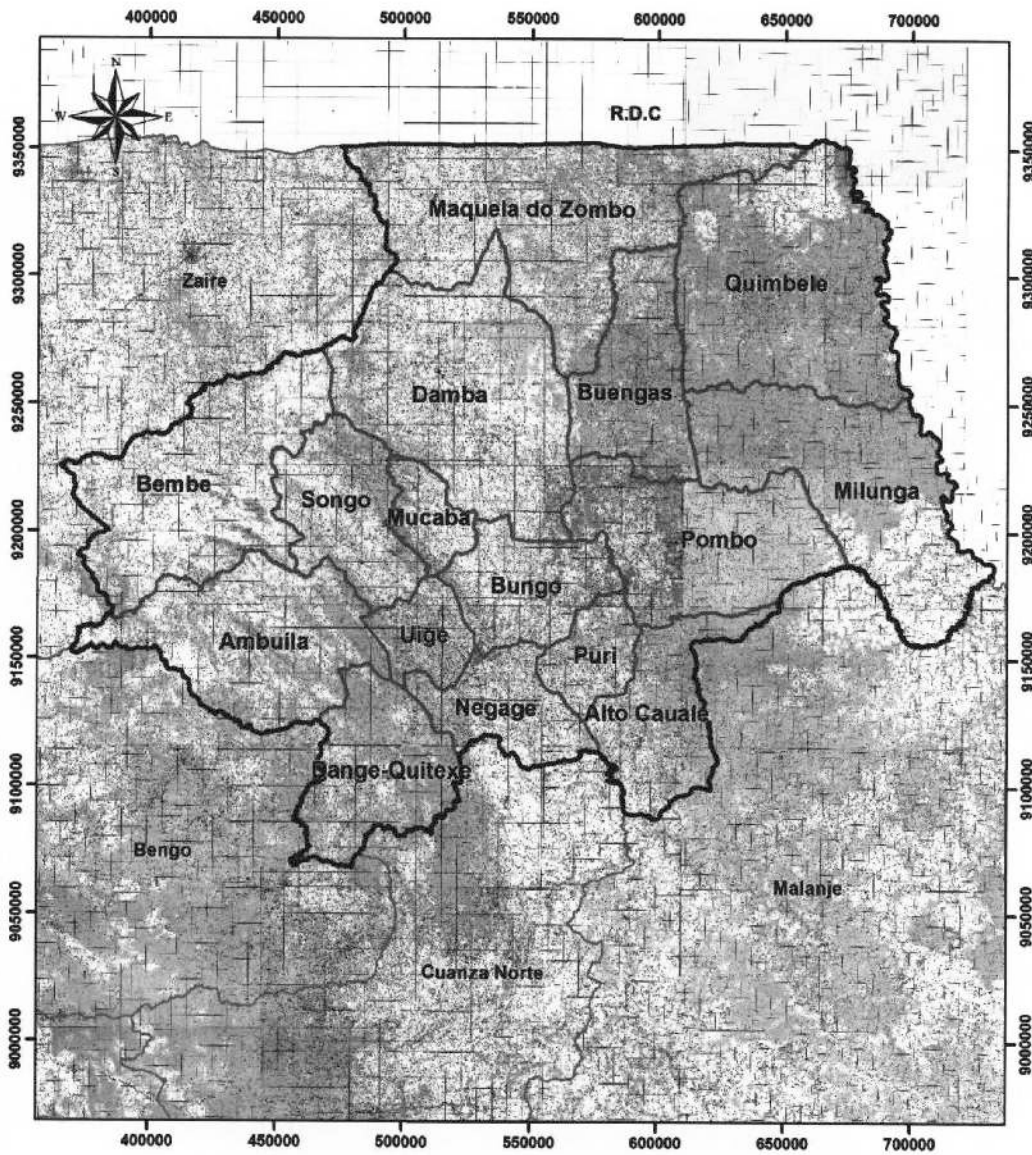 400000 450000 500000 550000 600000 650000 700000
N
W E
S
R.D.C
9350000 9350000
Maquela do Zombo
Zaire
Quimbele
9300000 9300000
Damba
Buengas
9250000 9250000
Bembe
Songo
Milunga
Mucaba
9200000 9200000
Pombo
Bungo
Ambuila
Uige
Puri
9150000 9150000
Negage
Alto Cauale
Dange-Quitexe
9100000 9100000
Bengo
Malanje
9050000 9050000
Cuanza Norte
9000000 9000000
400000 450000 500000 550000 600000 650000 700000